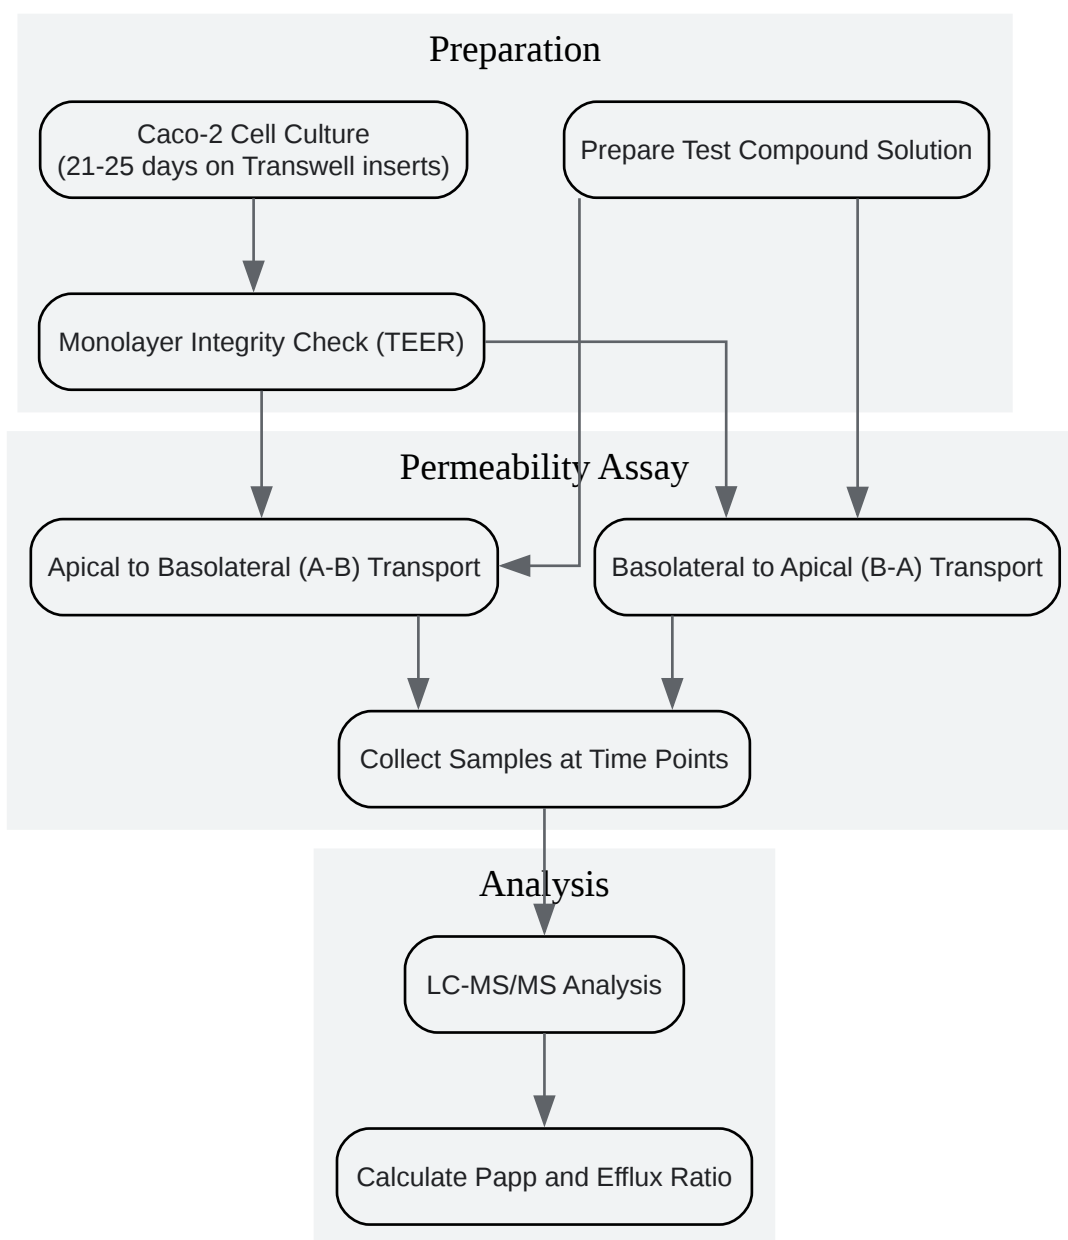 Preparation
Caco-2 Cell Culture
(21-25 days on Transwell inserts)
Prepare Test Compound Solution
Monolayer Integrity Check (TEER)
Permeability Assay
Apical to Basolateral (A-B) Transport
Basolateral to Apical (B-A) Transport
Collect Samples at Time Points
Analysis
LC-MS/MS Analysis
Calculate Papp and Efflux Ratio